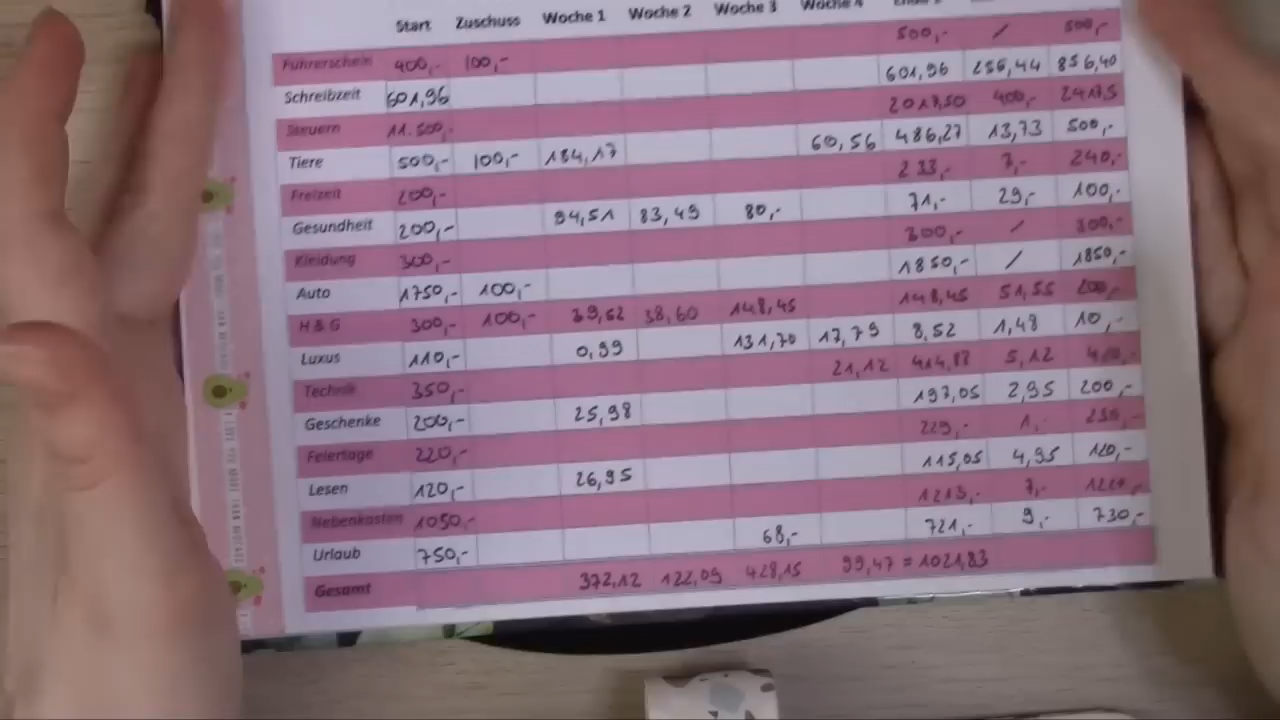 Start Zuschuss Woche 1 Woche 2 Woche 3 Woche 4
Führerschein 400,- 100,- 500,- / 500,-
Schreibzeit 601,96 601,96 256,44 856,40
Steuern 11.500,- 2017,50 400,- 2417,5
Tiere 500,- 100,- 184,17 60,56 486,27 13,73 500,-
Freizeit 200,- 233,- 7,- 240,-
Gesundheit 200,- 94,51 83,49 80,- 71,- 29,- 100,-
Kleidung 300,- 300,- / 300,-
Auto 1750,- 100,- 1850,- / 1850,-
H & G 300,- 100,- 39,62 38,60 148,45 148,45 51,55 200,-
Luxus 110,- 0,99 131,70 17,79 8,52 1,48 10,-
Technik 350,- 21,12 414,88 5,12
Geschenke 200,- 25,98 197,05 2,95 200,-
Feiertage 220,- 229,- 1,- 230,-
Lesen 120,- 26,95 115,05 4,95 120,-
Nebenkosten 1050,- 1213,- 7,- 1220,-
Urlaub 750,- 68,- 721,- 9,- 730,-
Gesamt 372,12 122,09 428,15 99,47 = 1021,83